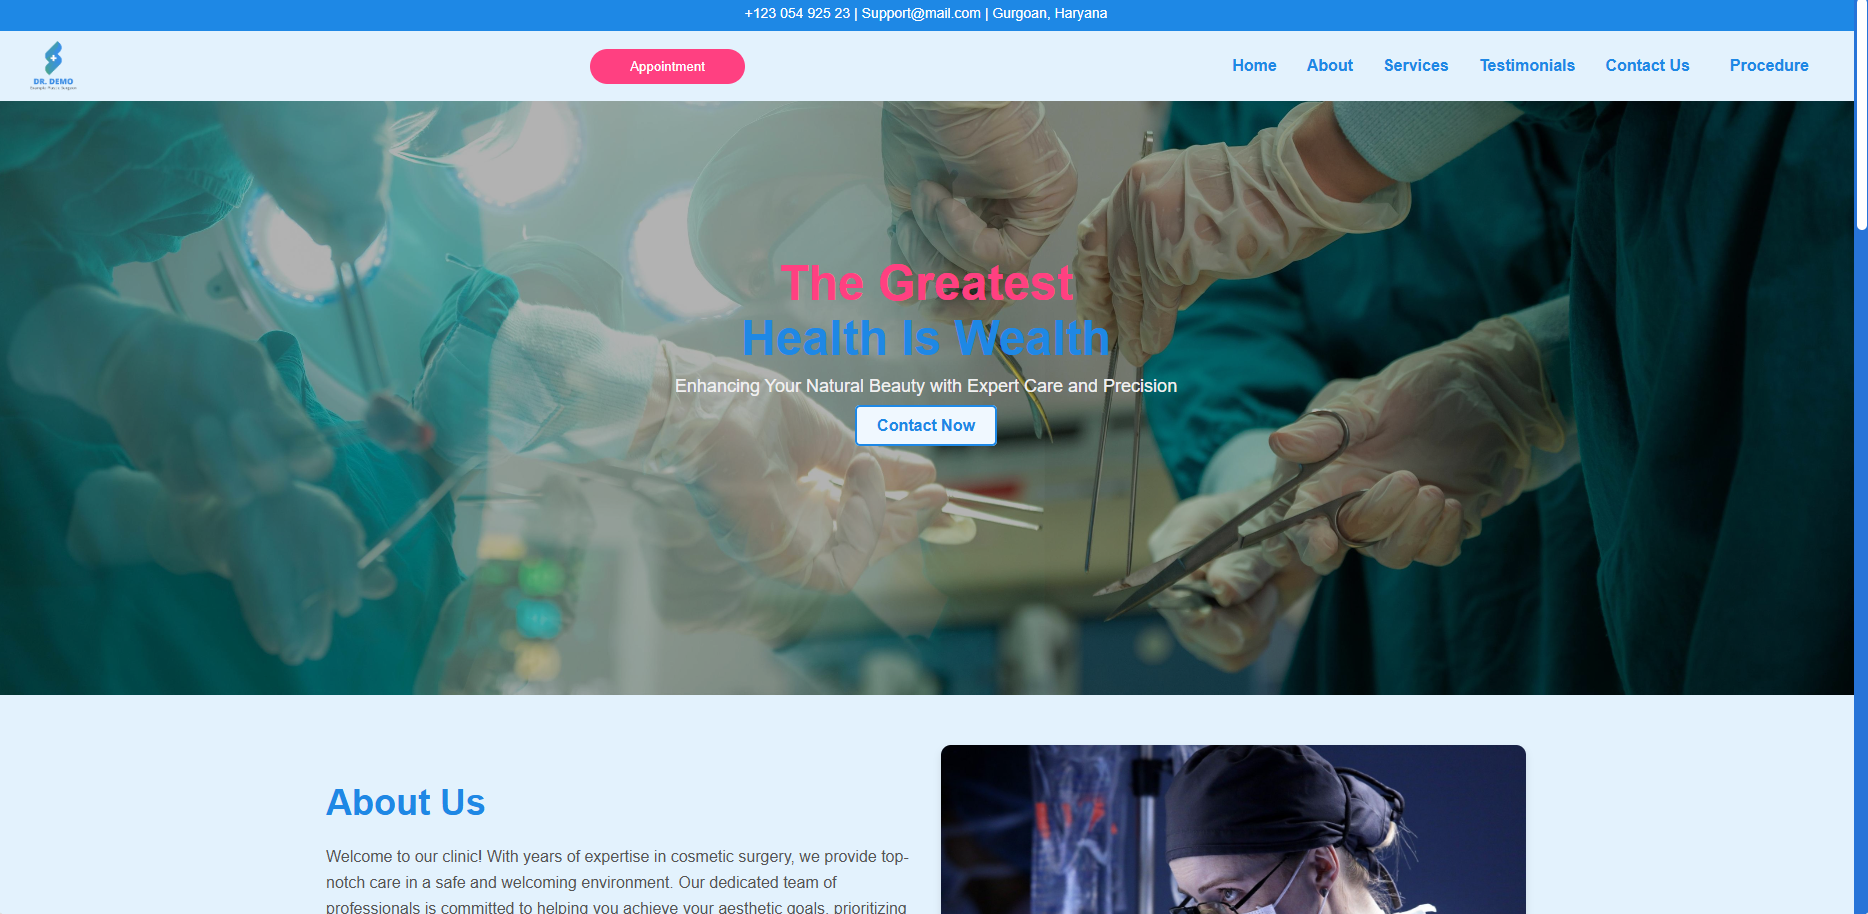 +123 054 925 23 | Support@mail.com | Gurgoan, Haryana
DR. DEMO
Appointment
Home
About
Services
Testimonials
Contact Us
Procedure
The Greatest
Health Is Wealth
Enhancing Your Natural Beauty with Expert Care and Precision
Contact Now
About Us
Welcome to our clinic! With years of expertise in cosmetic surgery, we provide top-
notch care in a safe and welcoming environment. Our dedicated team of
professionals is committed to helping you achieve your aesthetic goals, prioritizing